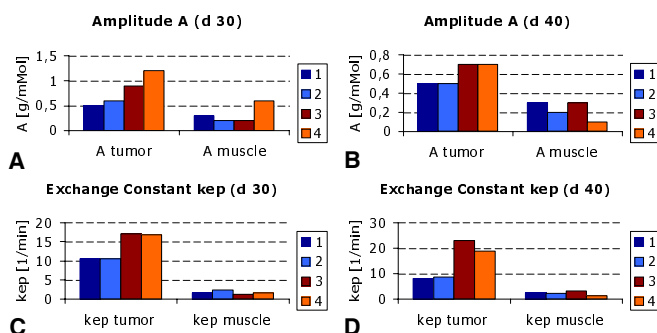 Amplitude A (d 30)
1,5
1
0,5
0
A [g/mMol]
A tumor
A muscle
1
2
3
4
A
Amplitude A (d 40)
0,8
0,6
0,4
0,2
0
A [g/mMol]
A tumor
A muscle
1
2
3
4
B
Exchange Constant kep (d 30)
20
15
10
5
0
kep [1/min]
kep tumor
kep muscle
1
2
3
4
C
Exchange Constant kep (d 40)
30
20
10
0
kep [1/min]
kep tumor
kep muscle
1
2
3
4
D